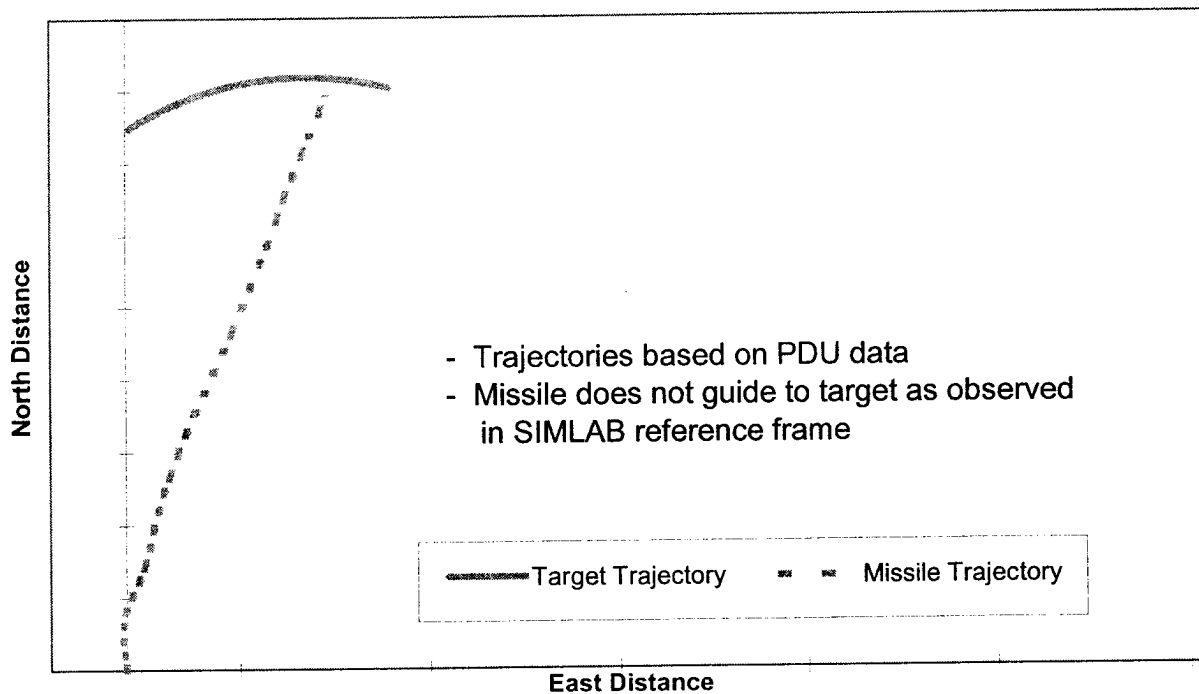 North Distance
- Trajectories based on PDU data
- Missile does not guide to target as observed
in SIMLAB reference frame
Target Trajectory Missile Trajectory
East Distance